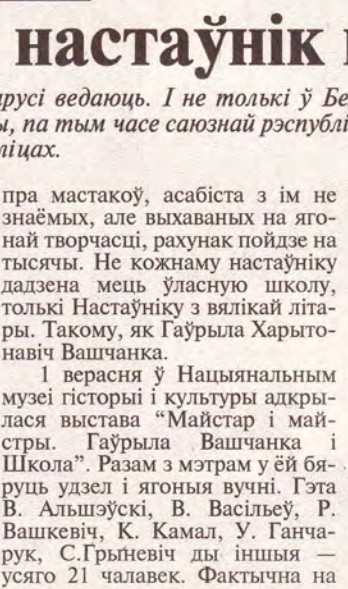 настаўнік
русі ведаюць. І не толькі ў Бе
ы, па тым часе саюзнай рэспублі
ліцах.
пра мастакоў, асабіста з ім не
знаёмых, але выхаваных на яго-
най творчасці, рахунак пойдзе на
тысячы. Не кожнаму настаўніку
дадзена мець ўласную школу,
толькі Настаўніку з вялікай літа-
ры. Такому, як Гаўрыла Харыто-
навіч Вашчанка.
1 верасня ў Нацыянальным
музеі гісторыі і культуры адкры-
лася выстава “Майстар і май-
стры. Гаўрыла Вашчанка і
Школа”. Разам з мэтрам у ёй бя-
руць удзел і ягоныя вучні. Гэта
В. Альшэўскі, В. Васільеў, Р.
Вашкевіч, К. Камал, У. Ганча-
рук, С.Грыневіч ды іншыя —
усяго 21 чалавек. Фактычна на